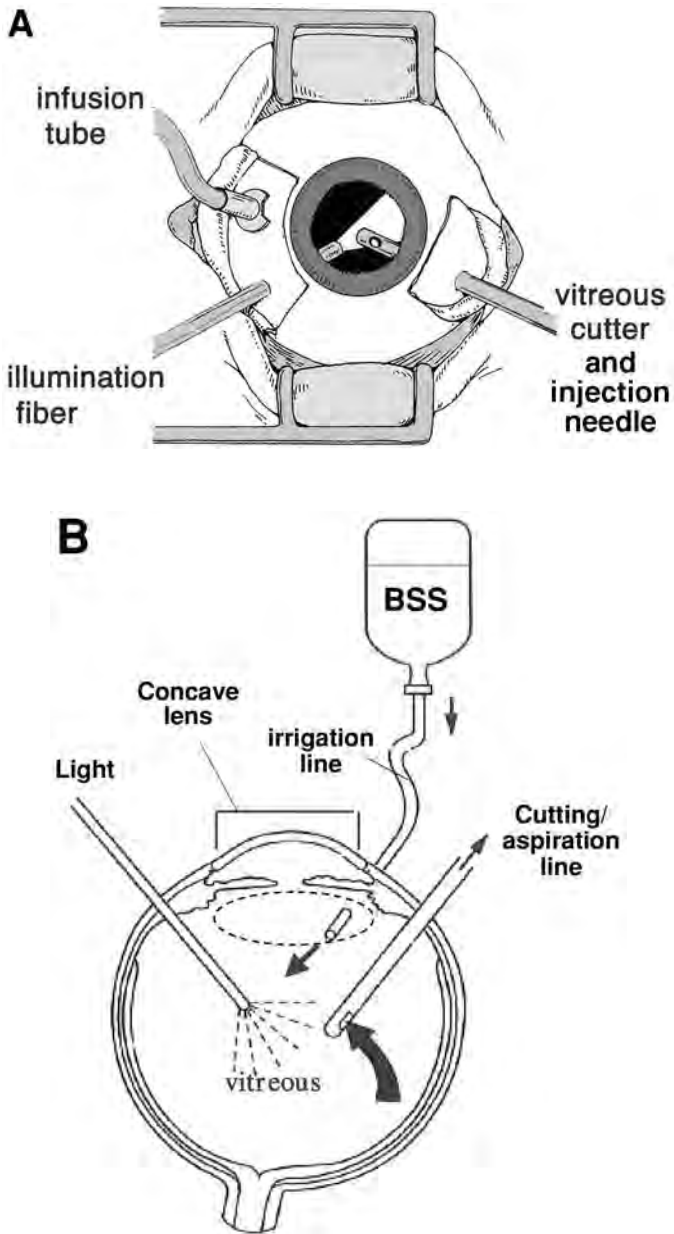 A
infusion
tube
illumination
fiber
vitreous
cutter
and
injection
needle
B
BSS
Concave
lens
irrigation
line
Light
Cutting/
aspiration
line
vitreous